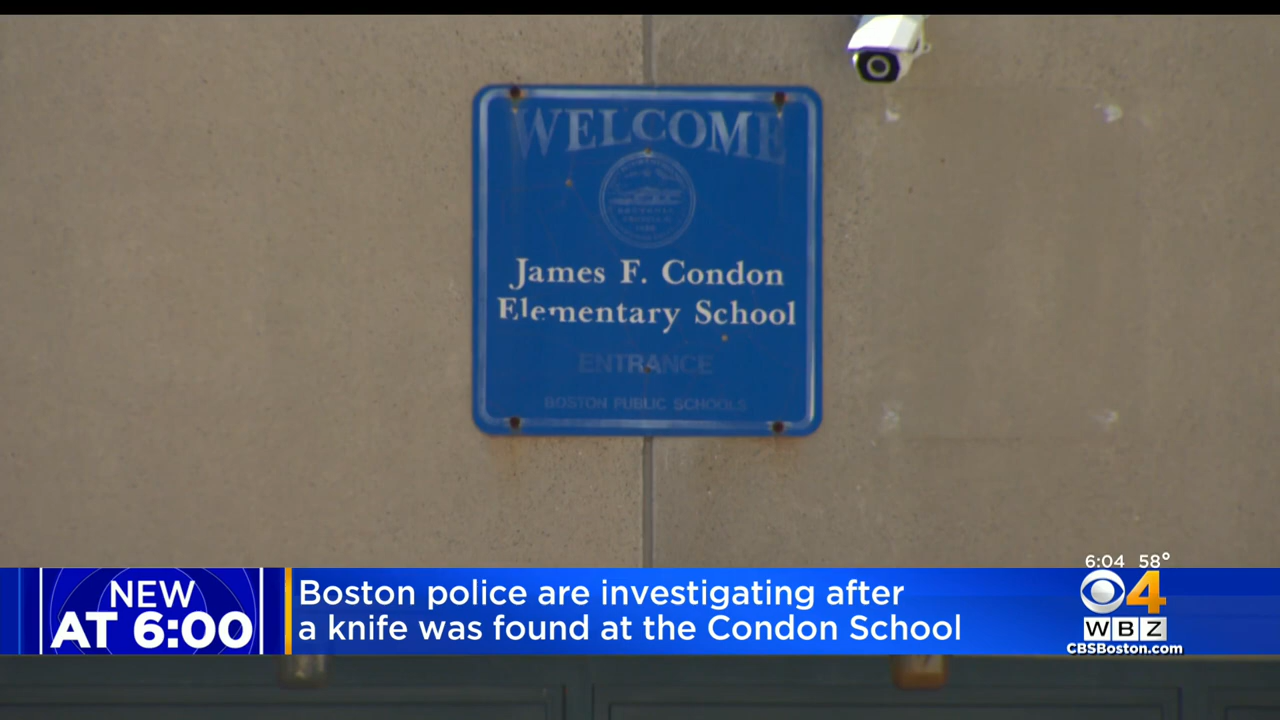 WELCOME
James F. Condon
Elementary School
ENTRANCE
BOSTON PUBLIC SCHOOLS
6:04 58°
NEW
AT 6:00
Boston police are investigating after
a knife was found at the Condon School
4
WBZ
CBSBoston.com